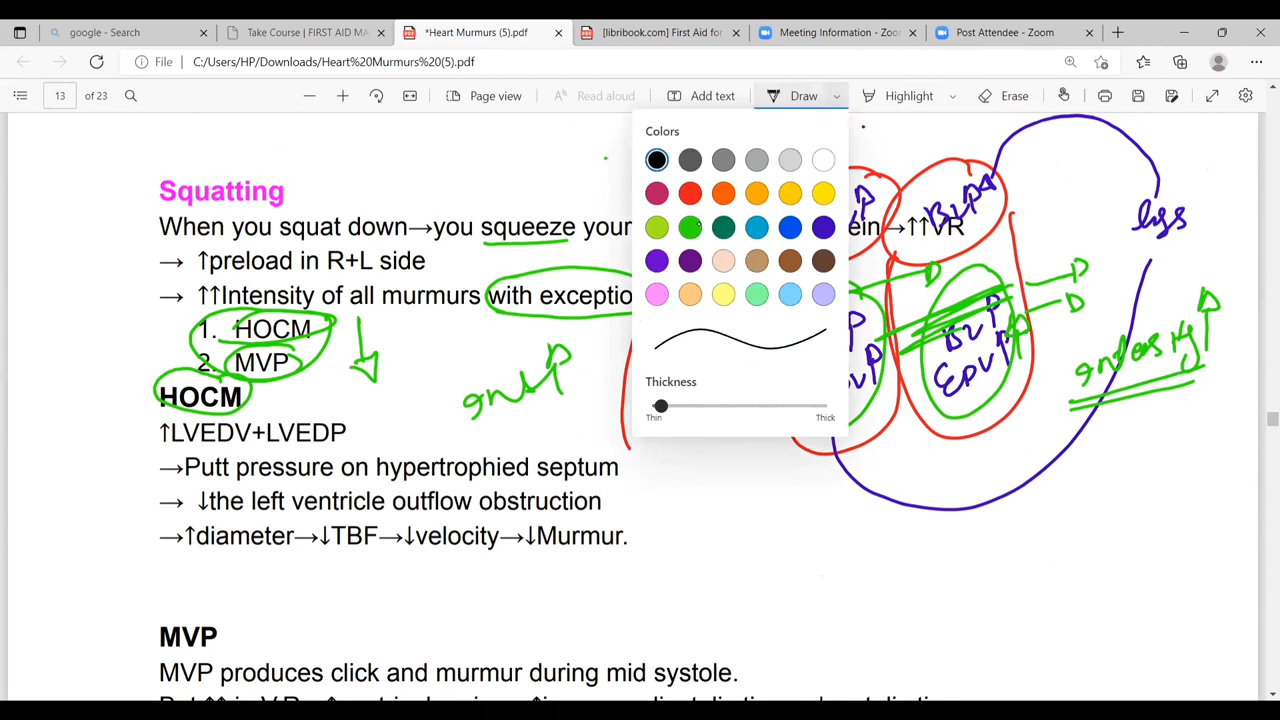 google - Search
Take Course | FIRST AID MA
*Heart Murmurs (5).pdf
[libribook.com] First Aid for
Meeting Information - Zoo
Post Attendee - Zoom
File C:/Users/HP/Downloads/Heart%20Murmurs%20(5).pdf
13 of 23
Page view
Read aloud
Add text
Draw
Highlight
Erase
Colors
Thickness
Thin
Thick
Squatting
When you squat down→you squeeze your ein→↑↑VR
→ ↑preload in R+L side
→ ↑↑Intensity of all murmurs with exceptio
1. HOCM
2. MVP
HOCM
↑LVEDV+LVEDP
→Putt pressure on hypertrophied septum
→ ↓the left ventricle outflow obstruction
→↑diameter→↓TBF→↓velocity→↓Murmur.
MVP
MVP produces click and murmur during mid systole.
legs